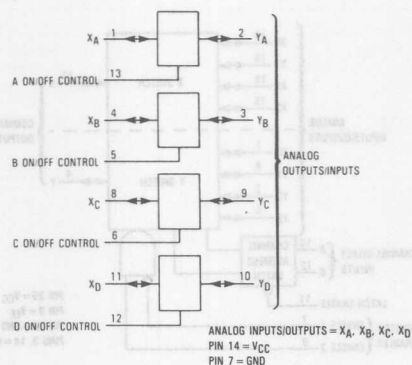 XA 1 2 YA
A ON/OFF CONTROL 13
XB 4 3 YB
B ON/OFF CONTROL 5
ANALOG
OUTPUTS/INPUTS
XC 8 9 YC
C ON/OFF CONTROL 6
XD 11 10 YD
D ON/OFF CONTROL 12
ANALOG INPUTS/OUTPUTS = XA, XB, XC, XD
PIN 14 = VCC
PIN 7 = GND